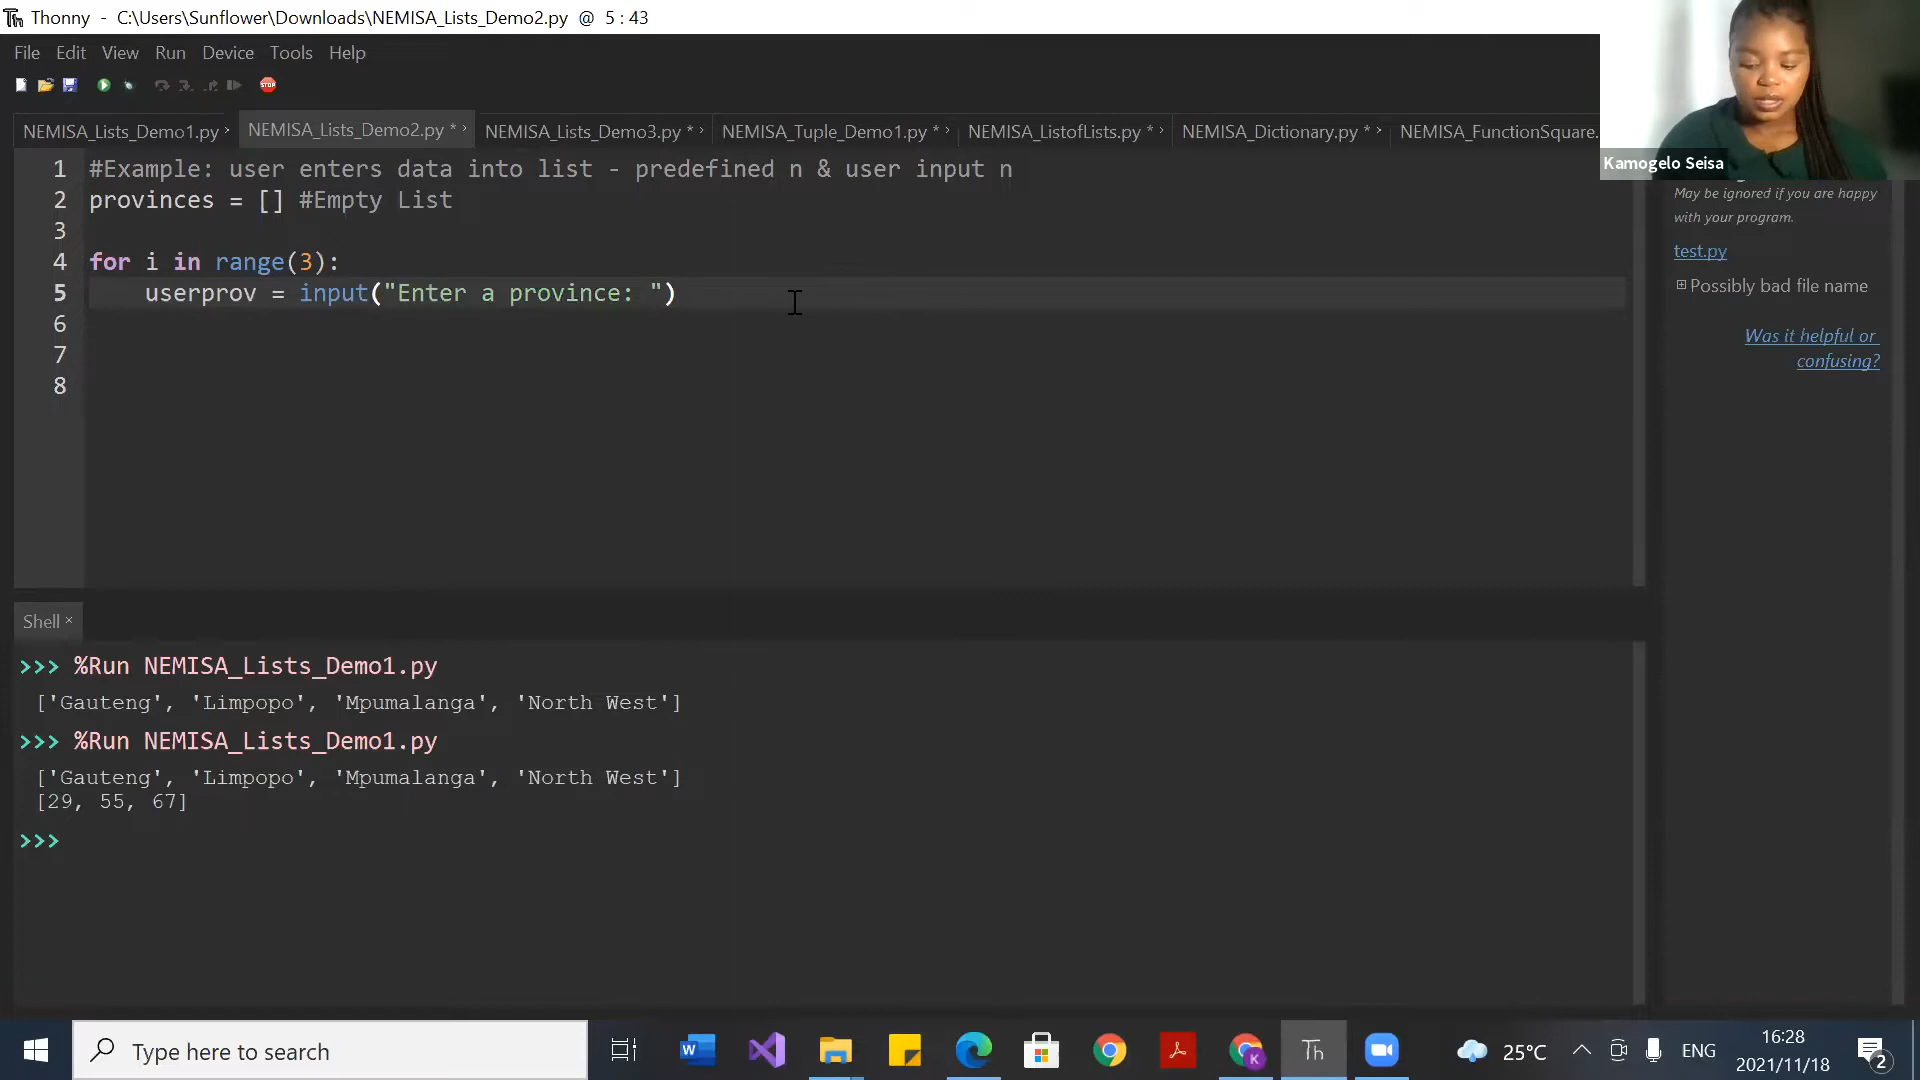 Thonny - C:\Users\Sunflower\Downloads\NEMISA_Lists_Demo2.py @ 5 : 43
File Edit View Run Device Tools Help
STOP
NEMISA_Lists_Demo1.py NEMISA_Lists_Demo2.py * NEMISA_Lists_Demo3.py * NEMISA_Tuple_Demo1.py * NEMISA_ListofLists.py * NEMISA_Dictionary.py * NEMISA_FunctionSquare.
Kamogelo Seisa
1 #Example: user enters data into list - predefined n & user input n
2 provinces = [] #Empty List
3
4 for i in range(3):
5 userprov = input("Enter a province: ")
6
7
8
May be ignored if you are happy
with your program.
test.py
Possibly bad file name
Was it helpful or
confusing?
Shell ×
>>> %Run NEMISA_Lists_Demo1.py
['Gauteng', 'Limpopo', 'Mpumalanga', 'North West']
>>> %Run NEMISA_Lists_Demo1.py
['Gauteng', 'Limpopo', 'Mpumalanga', 'North West']
[29, 55, 67]
>>>
Type here to search
Th
25°C
ENG
16:28
2021/11/18
2